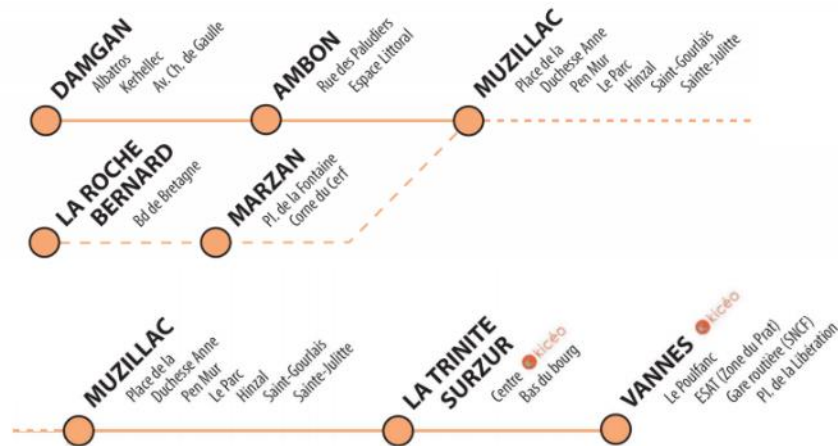 DAMGAN
Albatros
Kerhellec
Av. Ch. de Gaulle
AMBON
Rue des Paludiers
Espace Littoral
MUZILLAC
Place de la
Duchesse Anne
Pen Mur
Le Parc
Hinzal
Saint-Gourlais
Sainte-Julitte
LA ROCHE
BERNARD
Bd de Bretagne
MARZAN
Pl. de la Fontaine
Corne du Cerf
MUZILLAC
Place de la
Duchesse Anne
Pen Mur
Le Parc
Hinzal
Saint-Gourlais
Sainte-Julitte
LA TRINITE
SURZUR
kicéo
Centre
Bas du bourg
VANNES
kicéo
Le Poulfanc
ESAT (Zone du Prat)
Gare routière (SNCF)
Pl. de la Libération